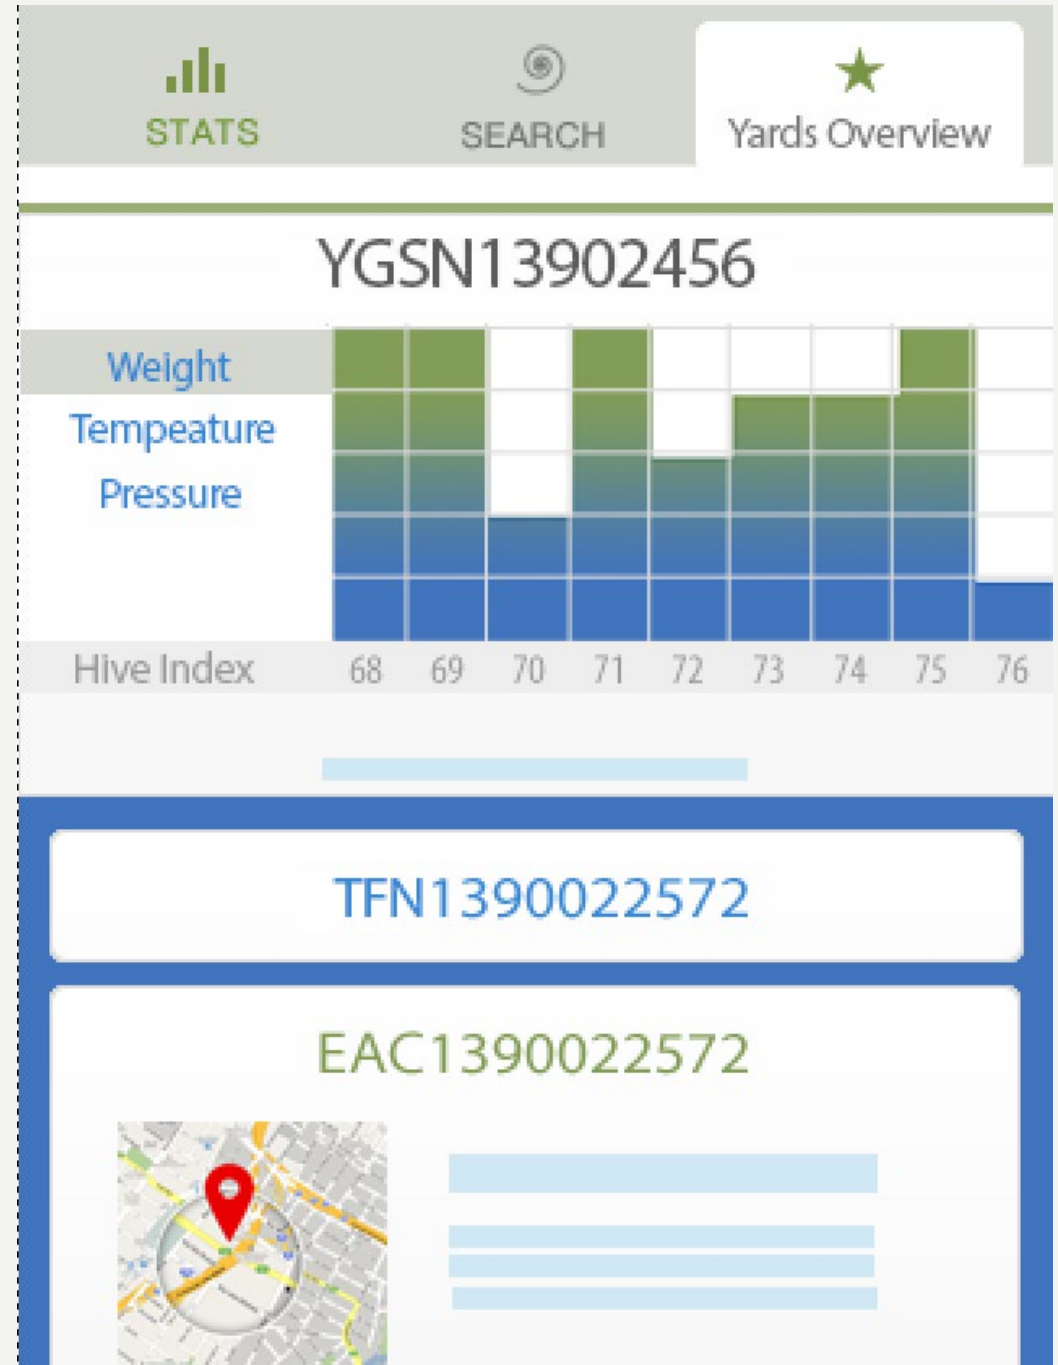 STATS SEARCH Yards Overview
YGSN13902456
Weight
Tempeature
Pressure
Hive Index 68 69 70 71 72 73 74 75 76
TFN1390022572
EAC1390022572